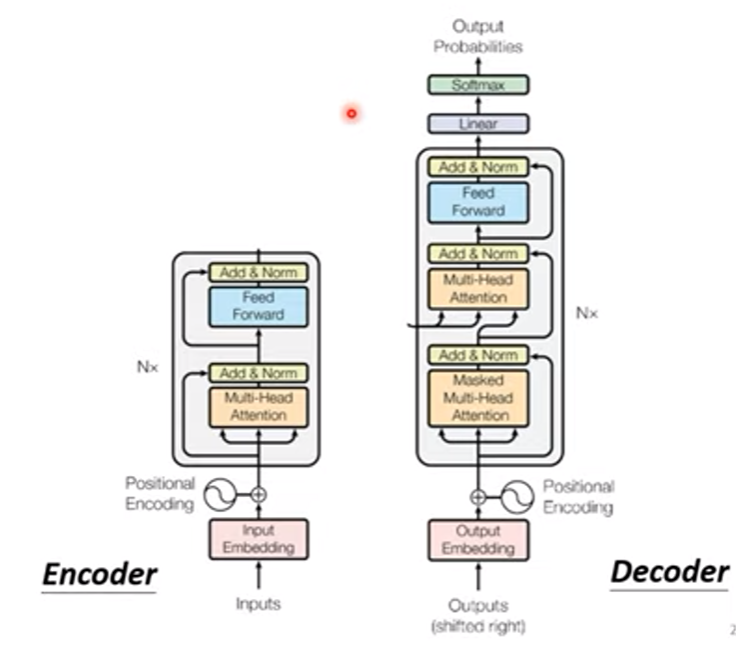 Output
Probabilities
Softmax
Linear
Add & Norm
Feed
Forward
Add & Norm
Multi-Head
Attention
Nx
Add & Norm
Masked
Multi-Head
Attention
Positional
Encoding
Output
Embedding
Outputs
(shifted right)
Decoder
Add & Norm
Feed
Forward
Nx
Add & Norm
Multi-Head
Attention
Positional
Encoding
Input
Embedding
Inputs
Encoder
2